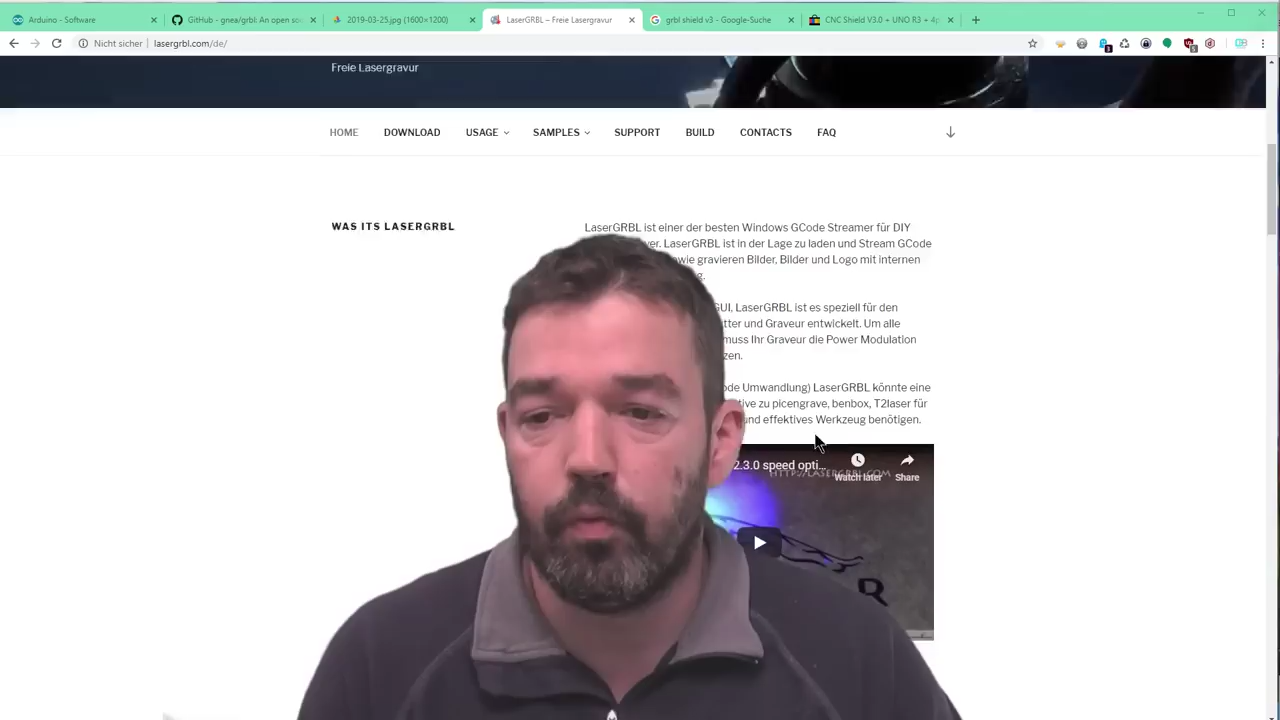 Arduino - Software
GitHub - gnea/grbl: An open so
2019-03-25.jpg (1600×1200)
LaserGRBL – Freie Lasergravur
grbl shield v3 - Google-Suche
CNC Shield V3.0 + UNO R3 + 4p
Nicht sicher
lasergrbl.com/de/
Freie Lasergravur
HOME
DOWNLOAD
USAGE
SAMPLES
SUPPORT
BUILD
CONTACTS
FAQ
WAS ITS LASERGRBL
LaserGRBL ist einer der besten Windows GCode Streamer für DIY
ver. LaserGRBL ist in der Lage zu laden und Stream GCode
wie gravieren Bilder, Bilder und Logo mit internen
g.
GUI, LaserGRBL ist es speziell für den
tter und Graveur entwickelt. Um alle
muss Ihr Graveur die Power Modulation
zen.
ode Umwandlung) LaserGRBL könnte eine
tive zu picengrave, benbox, T2laser für
und effektives Werkzeug benötigen.
2.3.0 speed opti...
HTTP://LASERGRBL.COM
Watch later
Share
R